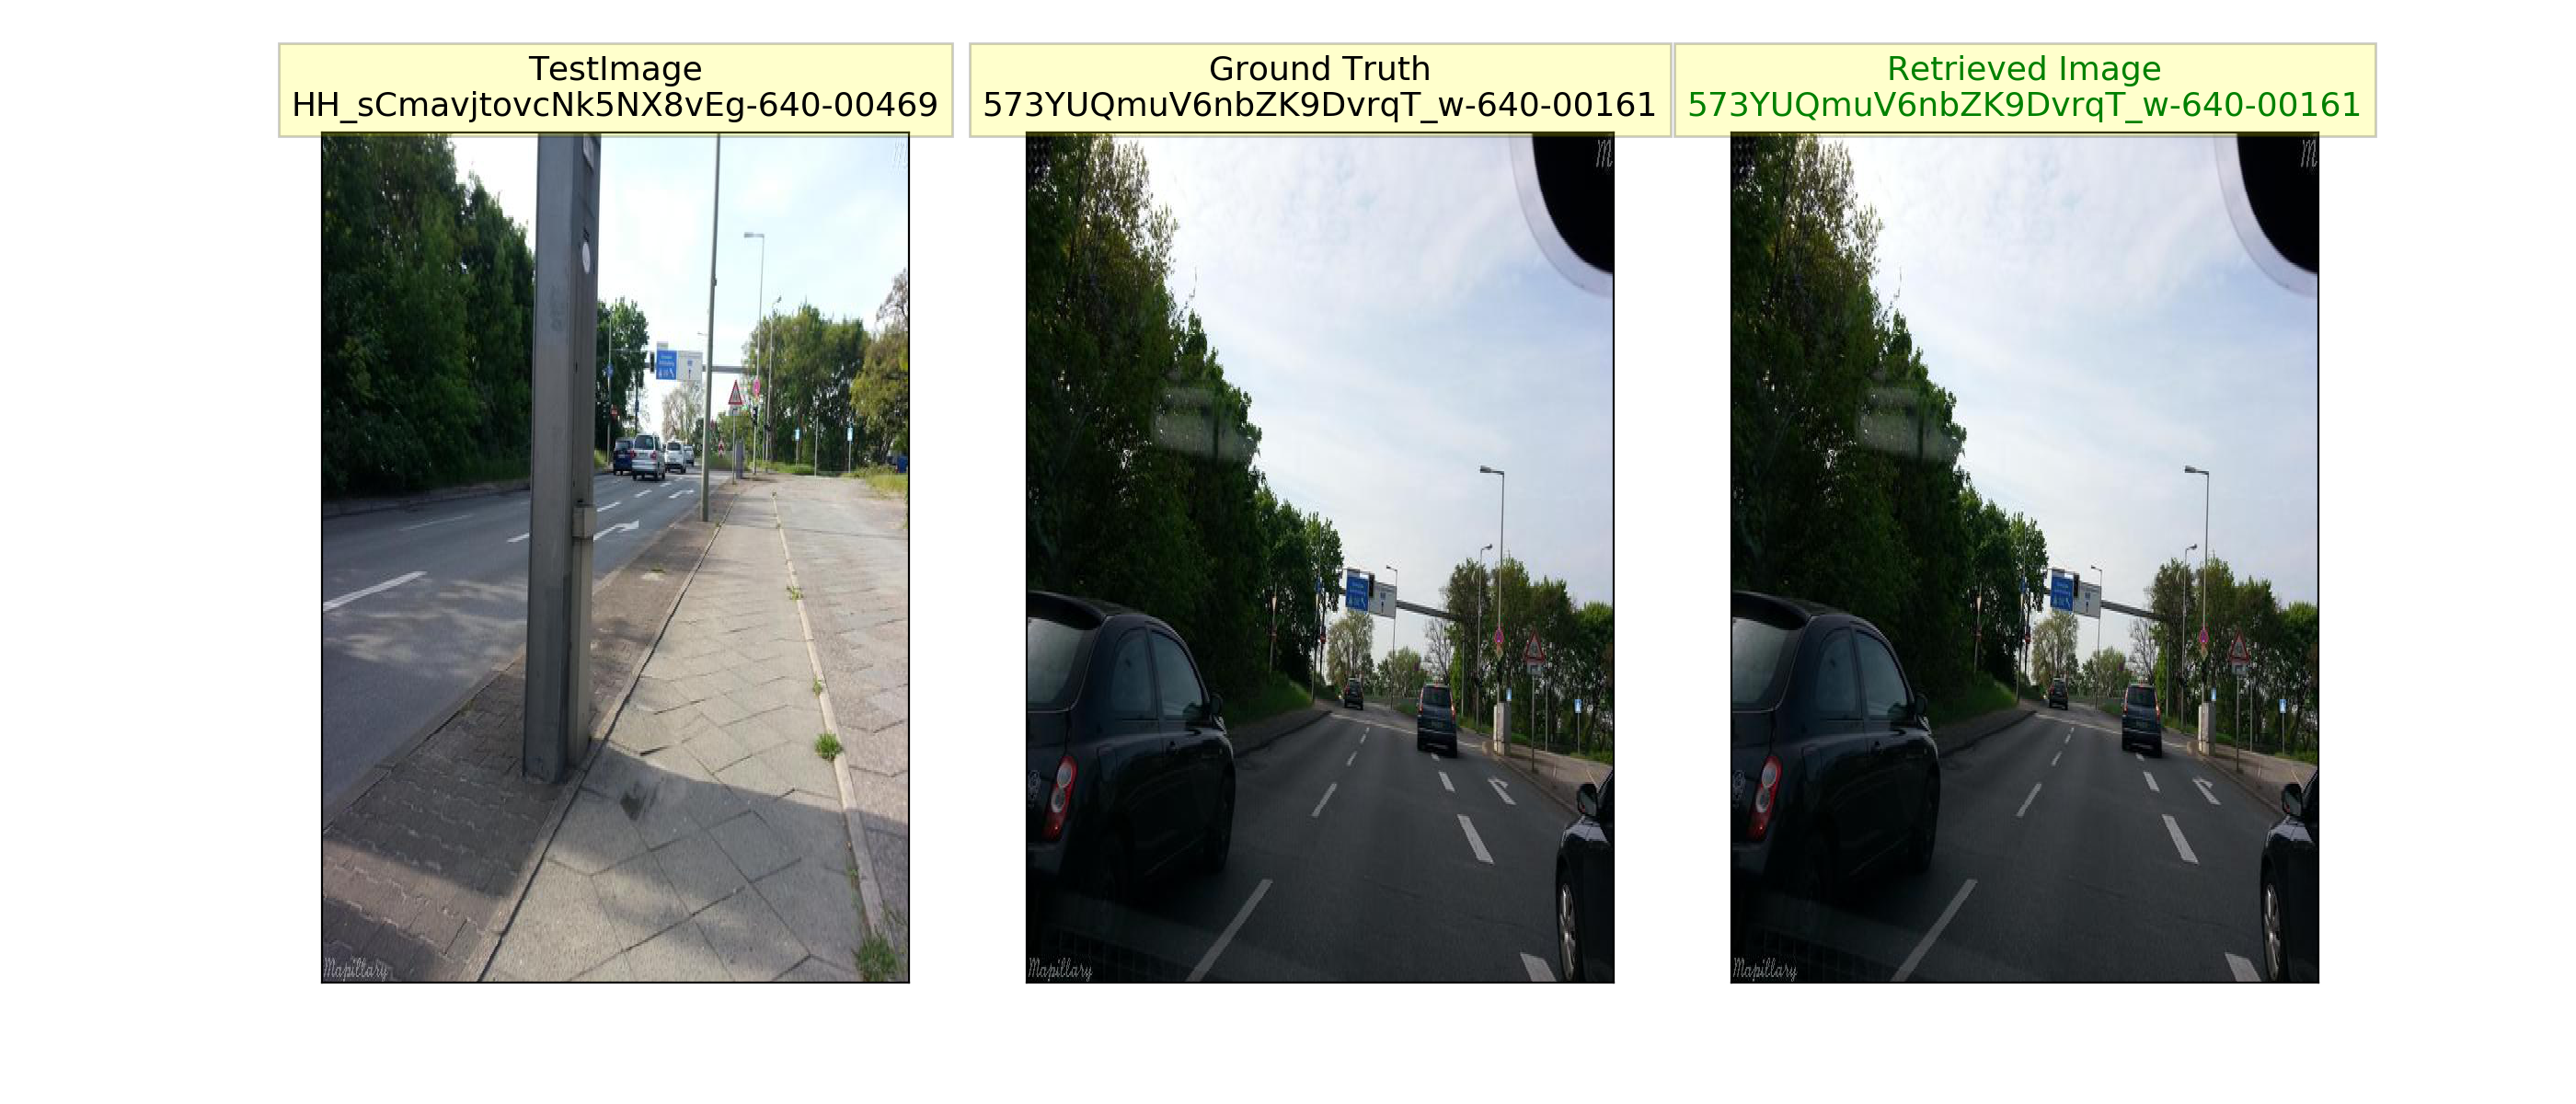 TestImage
HH_sCmavjtovcNk5NX8vEg-640-00469
Ground Truth
573YUQmuV6nbZK9DvrqT_w-640-00161
Retrieved Image
573YUQmuV6nbZK9DvrqT_w-640-00161
Mapillary
Mapillary
Mapillary